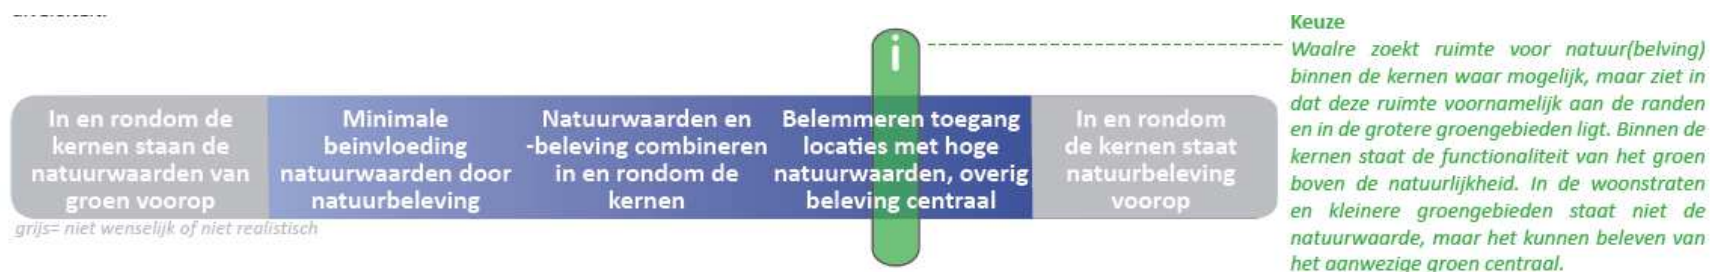 i
In en rondom de
kernen staan de
natuurwaarden van
groen voorop
Minimale
beinvloeding
natuurwaarden door
natuurbeleving
Natuurwaarden en
-beleving combineren
in en rondom de
kernen
Belemmeren toegang
locaties met hoge
natuurwaarden, overig
beleving centraal
In en rondom
de kernen staat
natuurbeleving
voorop
grijs= niet wenselijk of niet realistisch
Keuze
Waalre zoekt ruimte voor natuur(belving)
binnen de kernen waar mogelijk, maar ziet in
dat deze ruimte voornamelijk aan de randen
en in de grotere groengebieden ligt. Binnen de
kernen staat de functionaliteit van het groen
boven de natuurlijkheid. In de woonstraten
en kleinere groengebieden staat niet de
natuurwaarde, maar het kunnen beleven van
het aanwezige groen centraal.